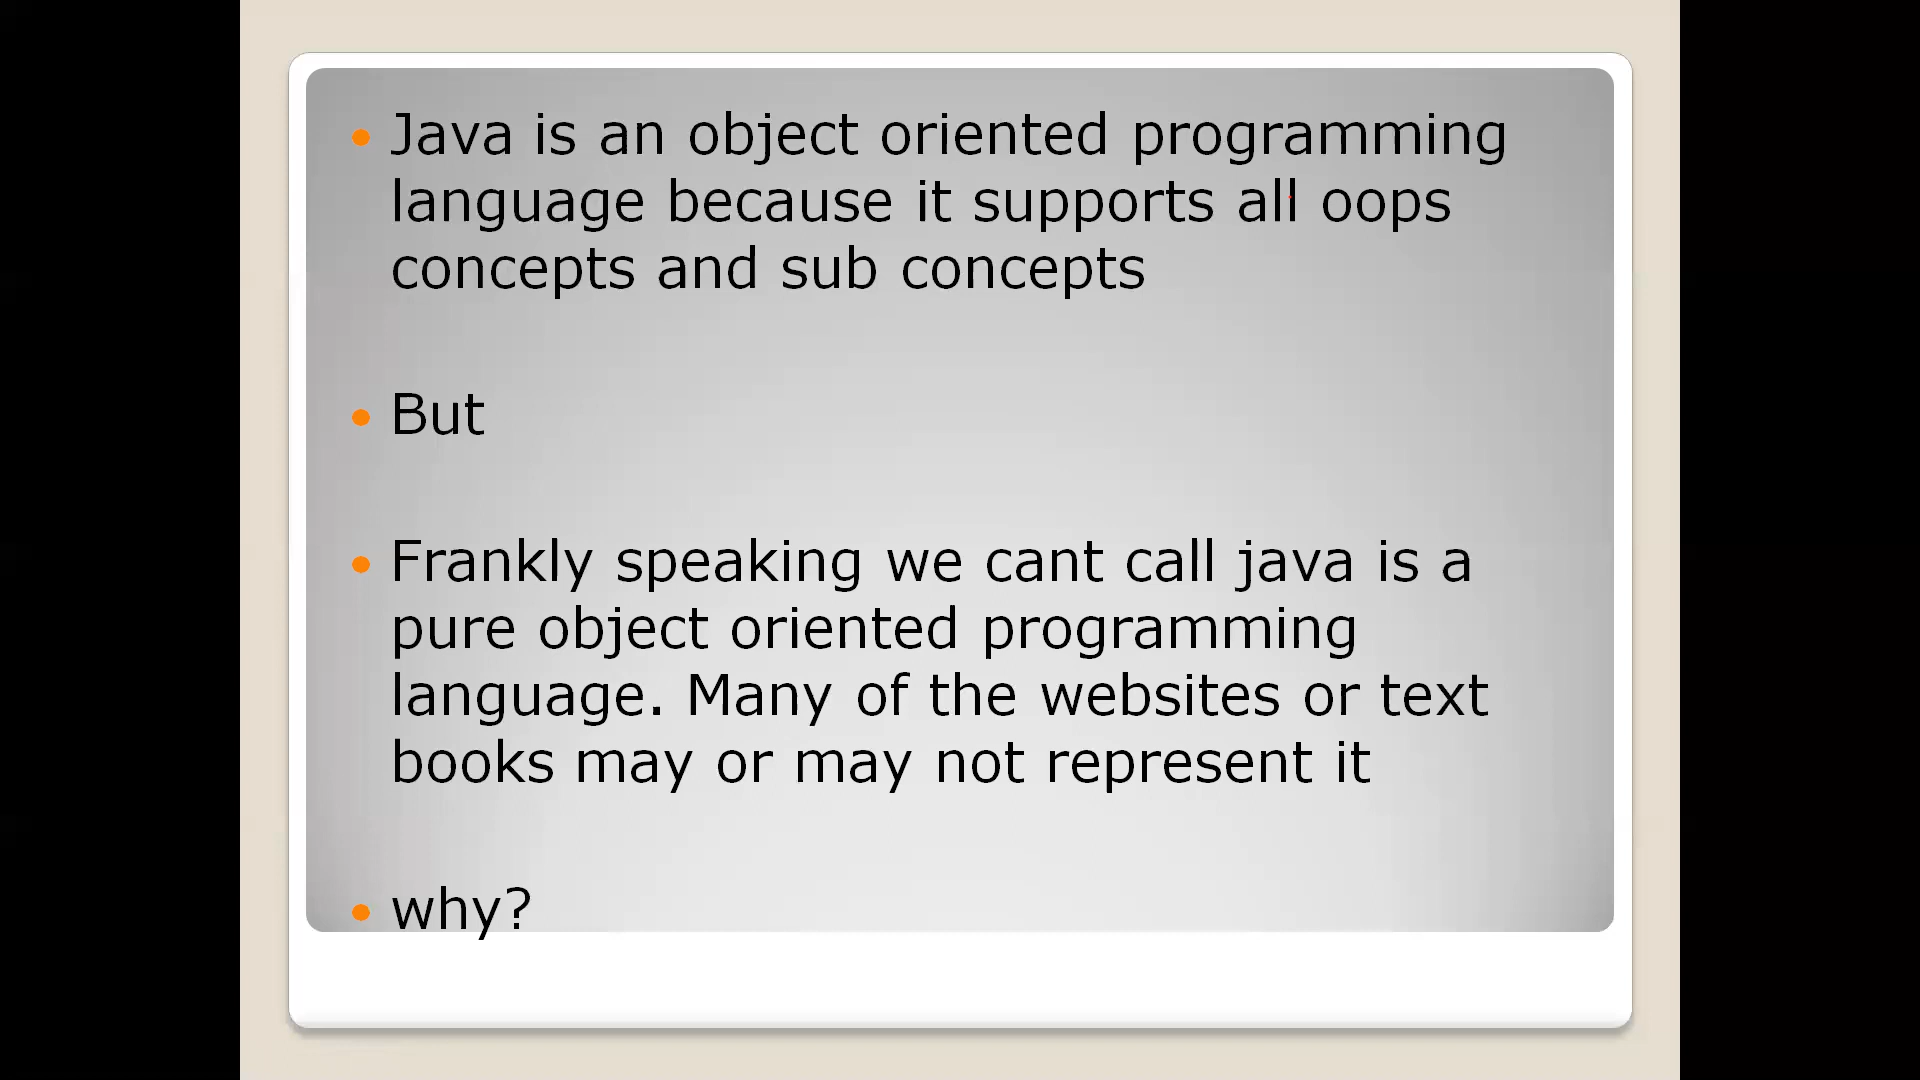 Java is an object oriented programming
language because it supports all oops
concepts and sub concepts
But
Frankly speaking we cant call java is a
pure object oriented programming
language. Many of the websites or text
books may or may not represent it
why?